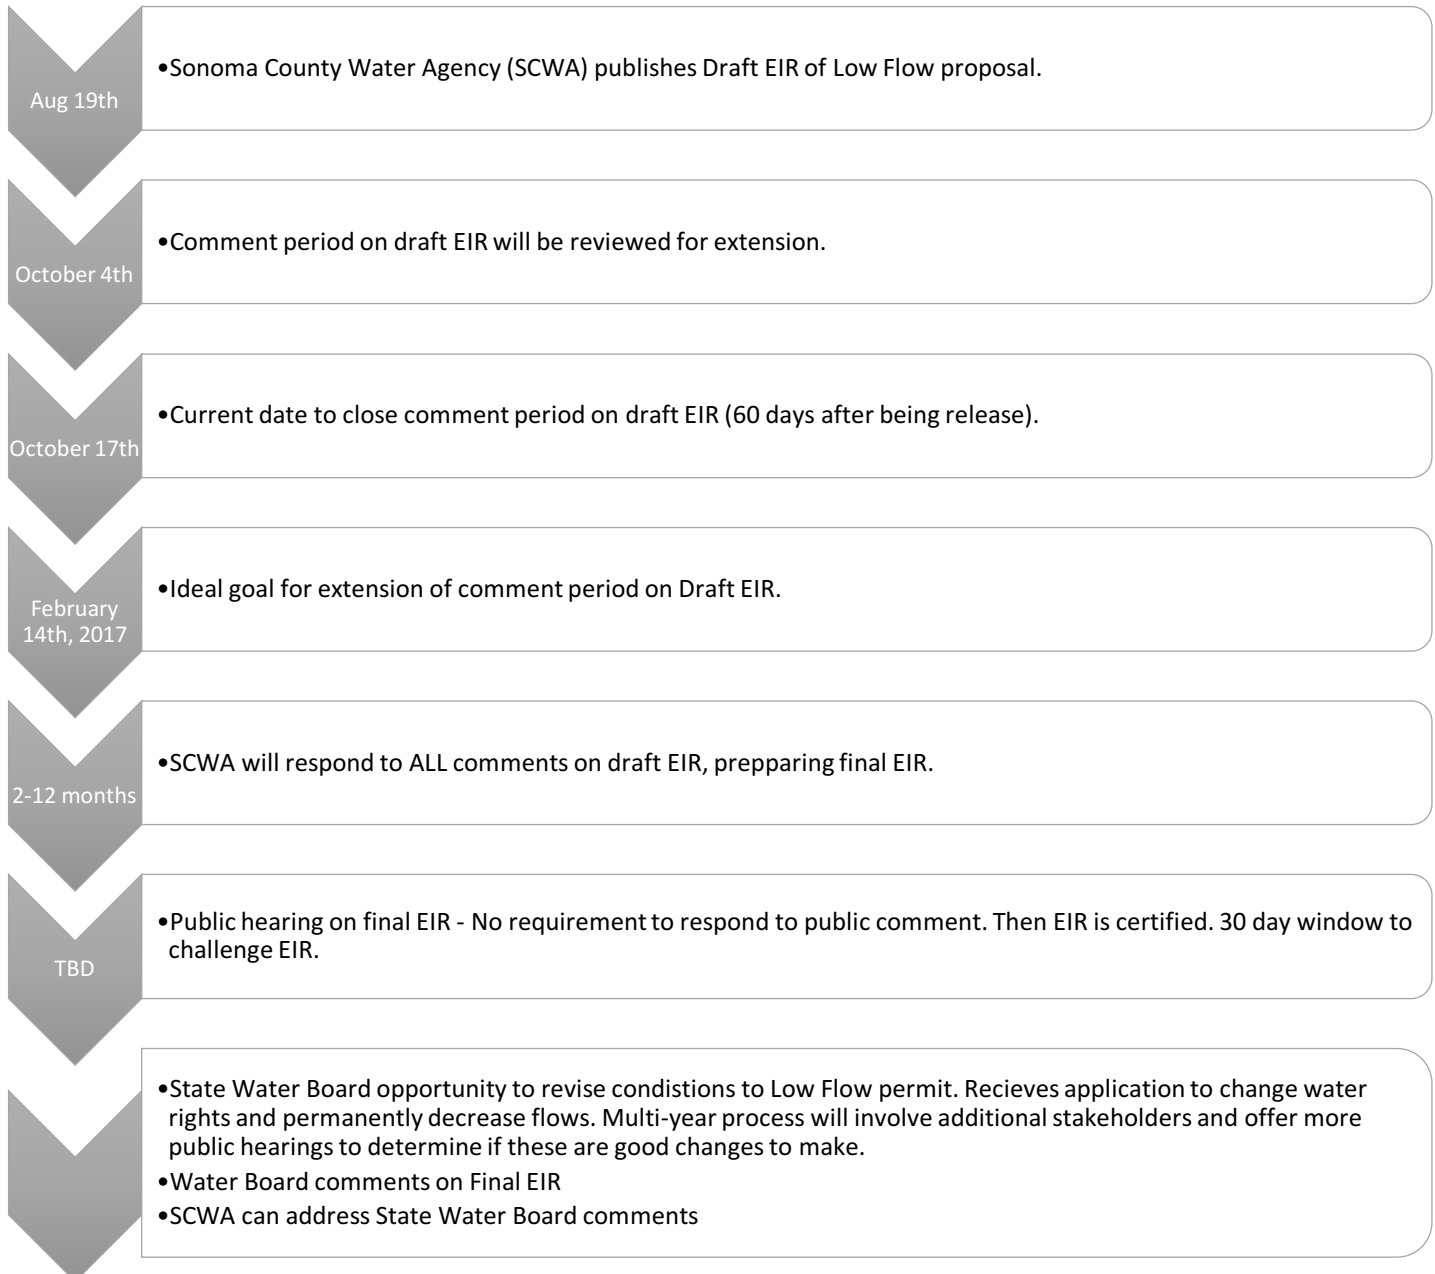 Aug 19th
•Sonoma County Water Agency (SCWA) publishes Draft EIR of Low Flow proposal.
October 4th
•Comment period on draft EIR will be reviewed for extension.
October 17th
•Current date to close comment period on draft EIR (60 days after being release).
February
14th, 2017
•Ideal goal for extension of comment period on Draft EIR.
2-12 months
•SCWA will respond to ALL comments on draft EIR, prepparing final EIR.
TBD
•Public hearing on final EIR - No requirement to respond to public comment. Then EIR is certified. 30 day window to
challenge EIR.
•State Water Board opportunity to revise condistions to Low Flow permit. Recieves application to change water
rights and permanently decrease flows. Multi-year process will involve additional stakeholders and offer more
public hearings to determine if these are good changes to make.
•Water Board comments on Final EIR
•SCWA can address State Water Board comments